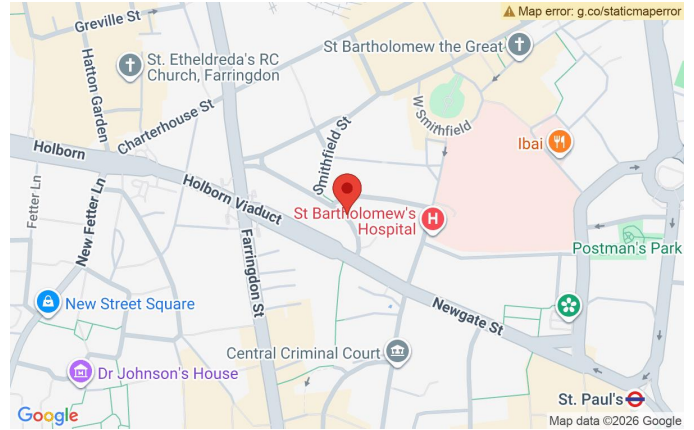 Map error: g.co/staticmaperror
Greville St
St Bartholomew the Great
St. Etheldreda's RC
Church, Farringdon
Hatton Garden
Charterhouse St
W Smithfield
Smithfield St
Ibai
Holborn
Fetter Ln
New Fetter Ln
Holborn Viaduct
St Bartholomew's
Hospital
H
Farringdon St
Postman's Park
New Street Square
Newgate St
Central Criminal Court
Dr Johnson's House
St. Paul's
Google
Map data ©2026 Google